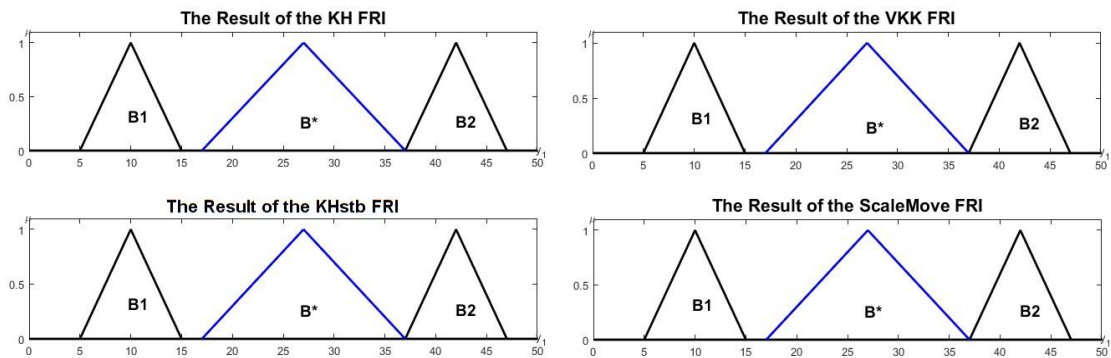 The Result of the KH FRI
1
0.5
0
B1
B*
B2
0 5 10 15 20 25 30 35 40 45 50
1
The Result of the VKK FRI
1
0.5
0
B1
B*
B2
0 5 10 15 20 25 30 35 40 45 50
1
The Result of the KHstb FRI
1
0.5
0
B1
B*
B2
0 5 10 15 20 25 30 35 40 45 50
1
The Result of the ScaleMove FRI
1
0.5
0
B1
B*
B2
0 5 10 15 20 25 30 35 40 45 50
1